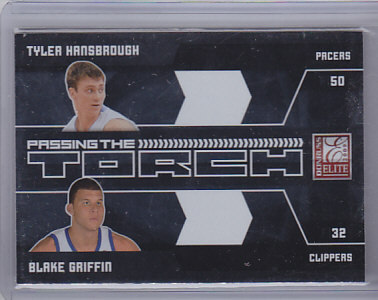 TYLER HANSBROUGH
PACERS
50
PASSING THE
TORCH
DONRUSS
ELITE
32
BLAKE GRIFFIN
CLIPPERS